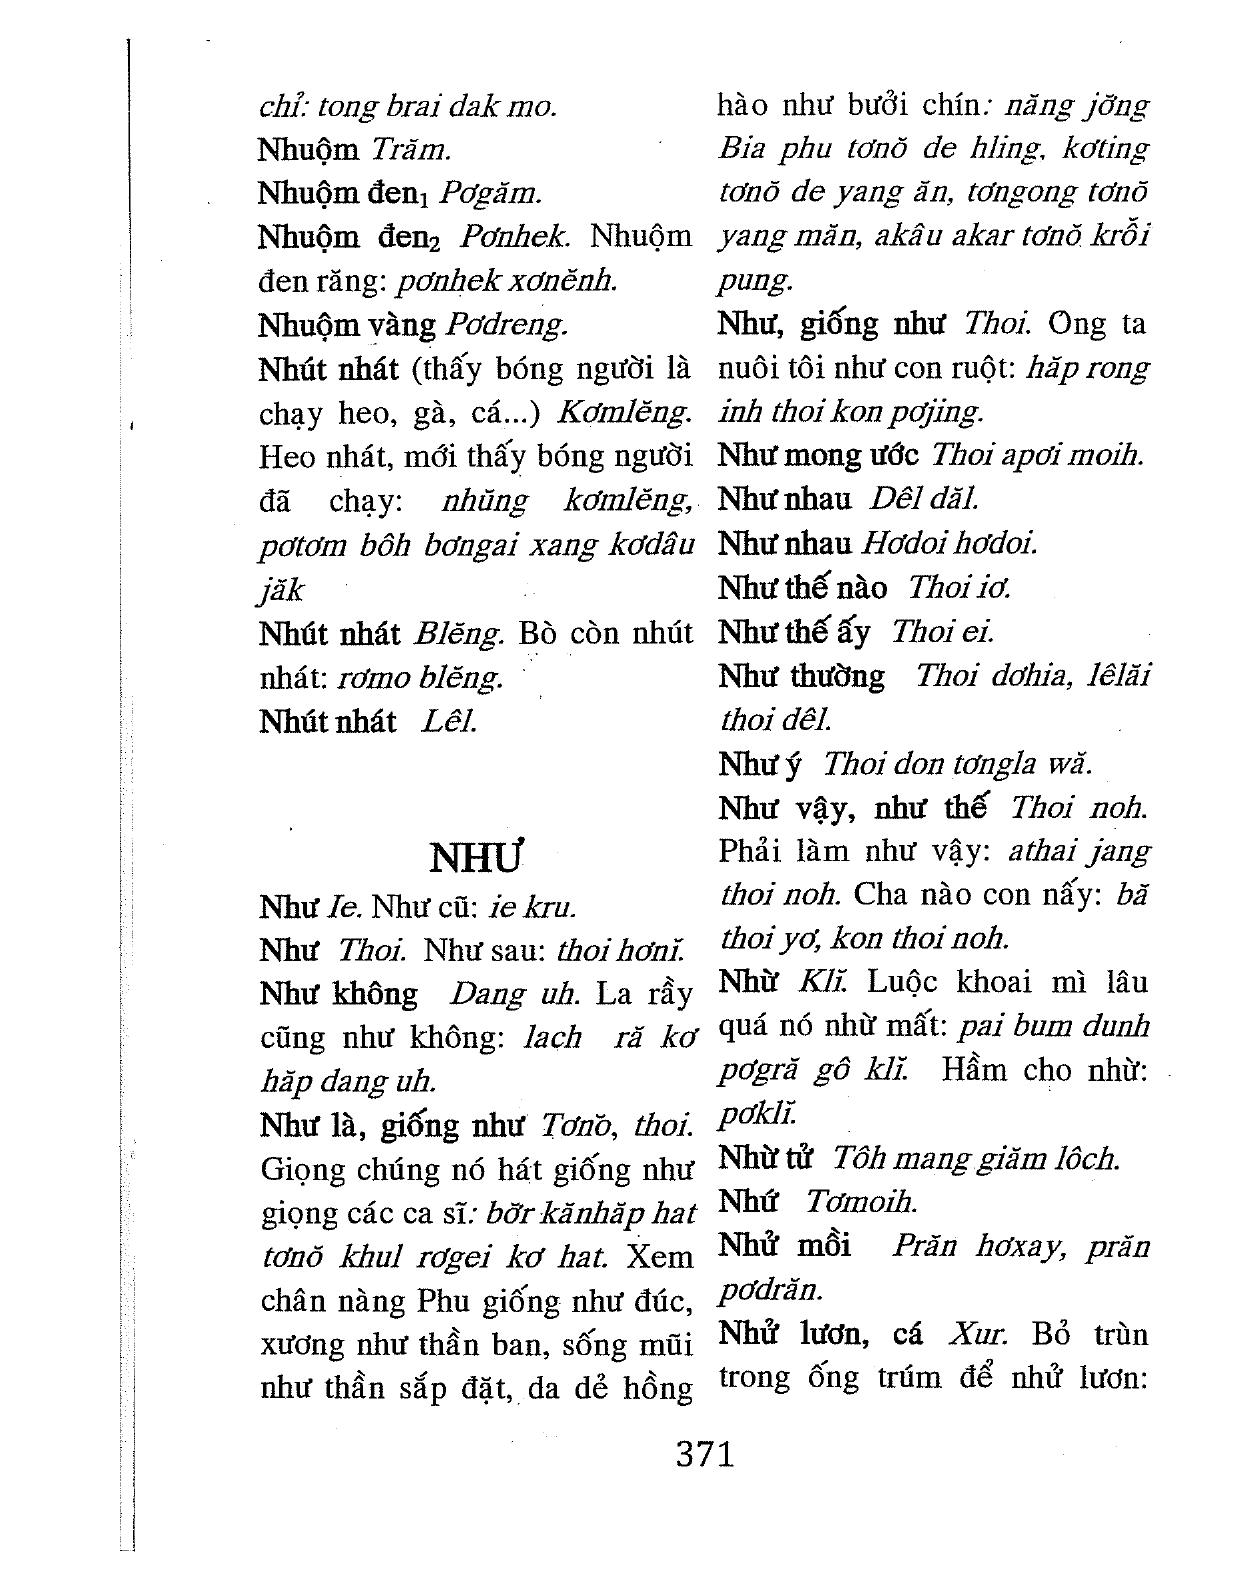 chỉ: tong brai dak mo.
Nhuộm Trăm.
Nhuộm đen₁ Pơgăm.
Nhuộm đen₂ Pơnhek. Nhuộm
đen răng: pơnhek xơnĕnh.
Nhuộm vàng Pơdreng.
Nhút nhát (thấy bóng người là
chạy heo, gà, cá...) Kơmlĕng.
Heo nhát, mới thấy bóng người
đã chạy: nhŭng kơmlĕng,
pơtơm bôh bơngai xang kơdâu
jăk
Nhút nhát Blĕng. Bò còn nhút
nhát: rơmo blĕng.
Nhút nhát Lêl.
NHƯ
Như Ie. Như cũ: ie kru.
Như Thoi. Như sau: thoi hơnĭ.
Như không Dang uh. La rầy
cũng như không: lach ră kơ
hăp dang uh.
Như là, giống như Tơnŏ, thoi.
Giọng chúng nó hát giống như
giọng các ca sĩ: bơ̆r kănhăp hat
tơnŏ khul rơgei kơ hat. Xem
chân nàng Phu giống như đúc,
xương như thần ban, sống mũi
như thần sắp đặt, da dẻ hồng
hào như bưởi chín: năng jơ̆ng
Bia phu tơnŏ de hling, kơting
tơnŏ de yang ăn, tơngong tơnŏ
yang măn, akâu akar tơnŏ krô̆i
pung.
Như, giống như Thoi. Ong ta
nuôi tôi như con ruột: hăp rong
inh thoi kon pơjing.
Như mong ước Thoi apơi moih.
Như nhau Dêl dăl.
Như nhau Hơdoi hơdoi.
Như thế nào Thoi iơ.
Như thế ấy Thoi ei.
Như thường Thoi dơhia, lêlăi
thoi dêl.
Như ý Thoi don tơngla wă.
Như vậy, như thế Thoi noh.
Phải làm như vậy: athai jang
thoi noh. Cha nào con nấy: bă
thoi yơ, kon thoi noh.
Nhừ Klĭ. Luộc khoai mì lâu
quá nó nhừ mất: pai bum dunh
pơgră gô klĭ. Hầm cho nhừ:
pơklĭ.
Nhừ tử Tôh mang giăm lôch.
Nhứ Tơmoih.
Nhử mồi Prăn hơxay, prăn
pơdrăn.
Nhử lươn, cá Xur. Bỏ trùn
trong ống trúm để nhử lươn:
371